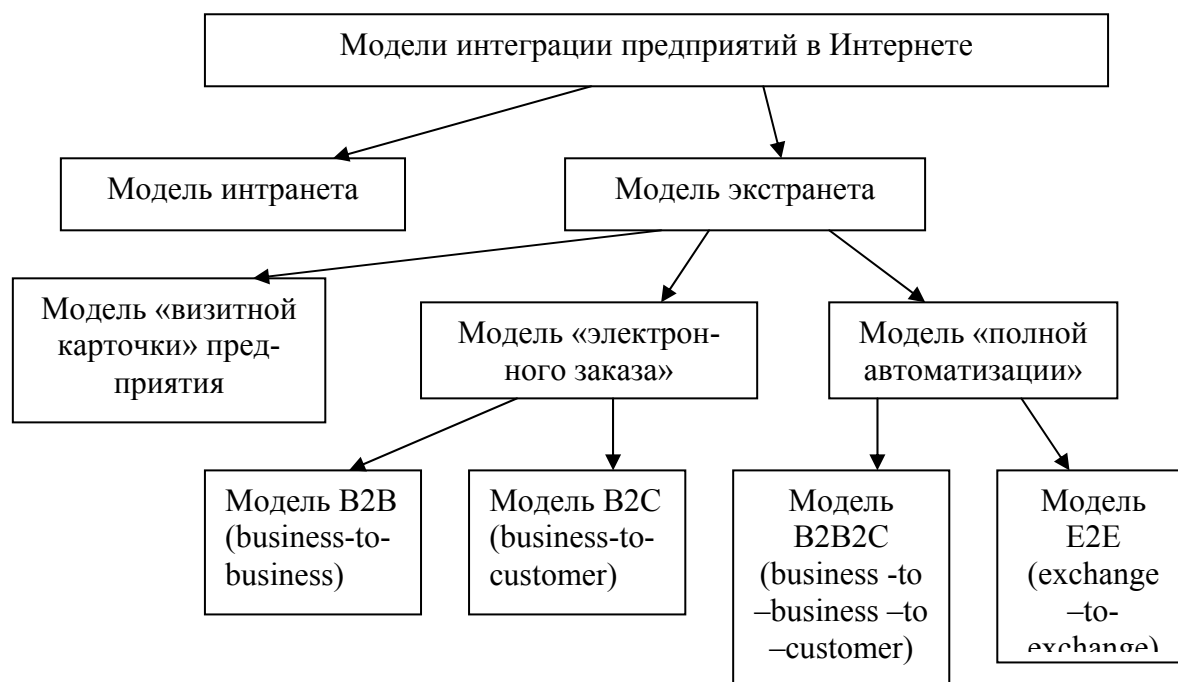 Модели интеграции предприятий в Интернете
Модель интранета
Модель экстранета
Модель «визитной
карточки» пред-
приятия
Модель «электрон-
ного заказа»
Модель «полной
автоматизации»
Модель B2B
(business-to-
business)
Модель B2C
(business-to-
customer)
Модель
B2B2C
(business -to
–business –to
–customer)
Модель
E2E
(exchange
–to-
exchange)